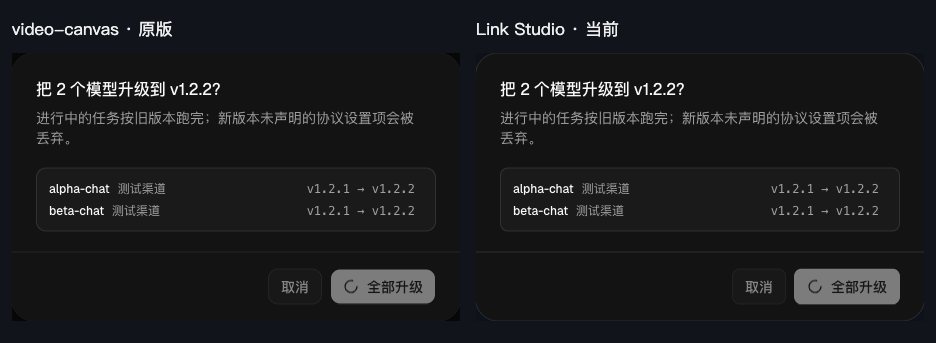 video-canvas · 原版
把 2 个模型升级到 v1.2.2?
进行中的任务按旧版本跑完；新版本未声明的协议设置项会被
丢弃。
alpha-chat 测试渠道 v1.2.1 → v1.2.2
beta-chat 测试渠道 v1.2.1 → v1.2.2
取消 全部升级
Link Studio · 当前
把 2 个模型升级到 v1.2.2?
进行中的任务按旧版本跑完；新版本未声明的协议设置项会被
丢弃。
alpha-chat 测试渠道 v1.2.1 → v1.2.2
beta-chat 测试渠道 v1.2.1 → v1.2.2
取消 全部升级